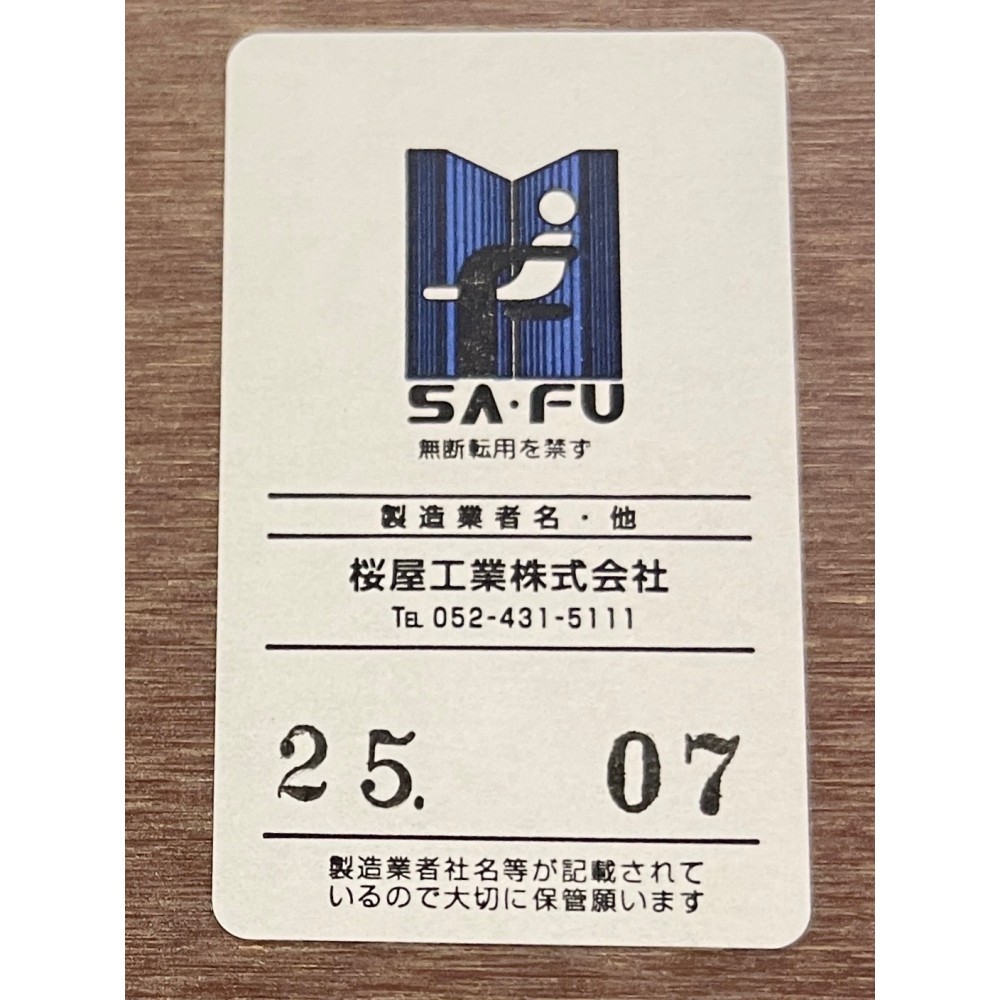 SA・FU
無断転用を禁ず
製造業者名・他
桜屋工業株式会社
TEL 052-431-5111
25. 07
製造業者社名等が記載されて
いるので大切に保管願います